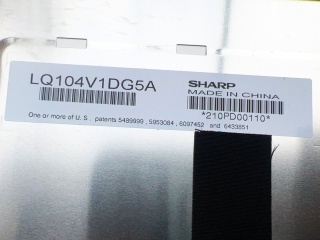 LQ104V1DG5A
SHARP
MADE IN CHINA
*210PD00110*
One or more of U.S. patents 5489999 , 5953084 , 6097452 and 6433851